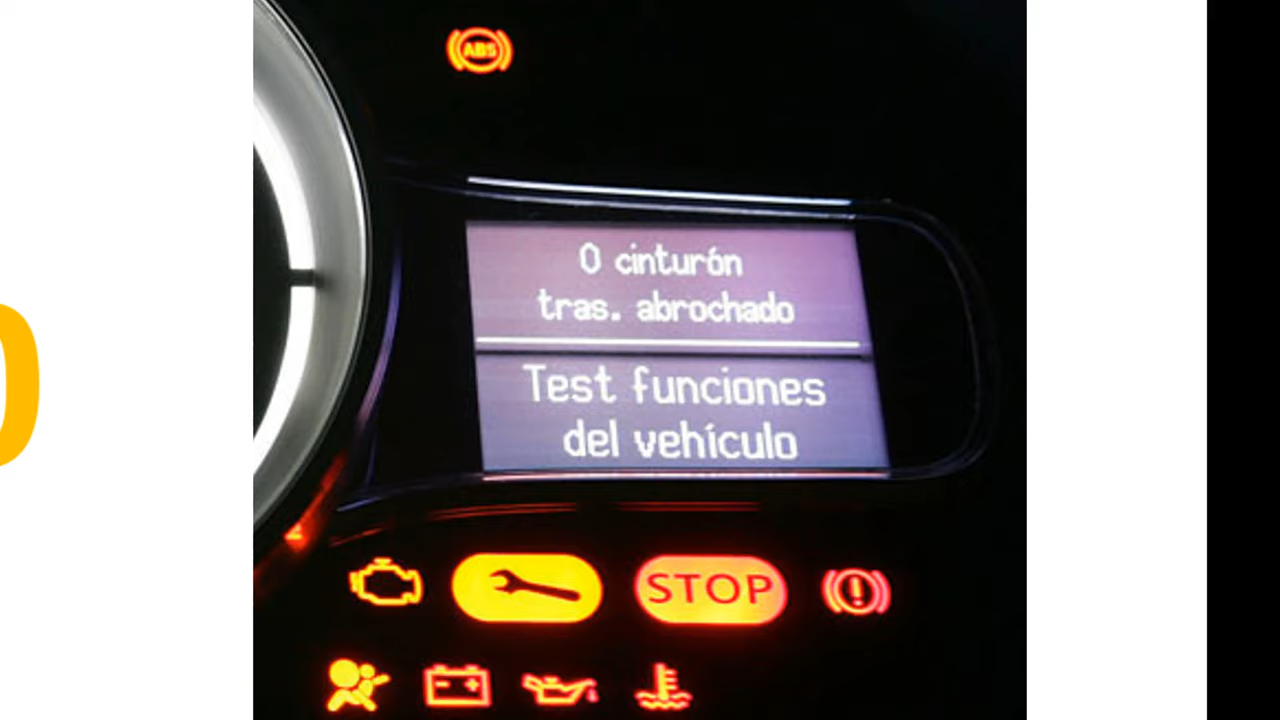 ABS
0 cinturón
tras. abrochado
Test funciones
del vehículo
STOP